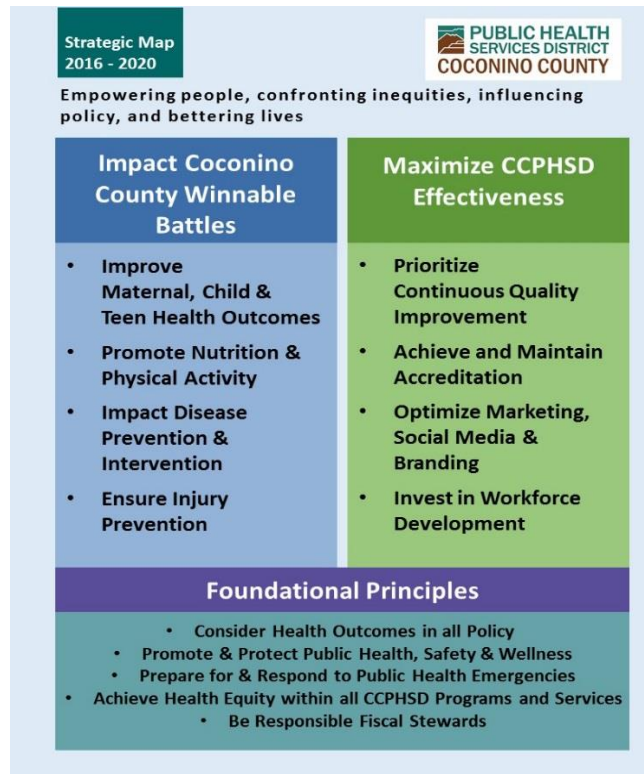 Strategic Map
2016 - 2020
PUBLIC HEALTH
SERVICES DISTRICT
COCONINO COUNTY
Empowering people, confronting inequities, influencing
policy, and bettering lives
Impact Coconino
County Winnable
Battles
• Improve
Maternal, Child &
Teen Health Outcomes
• Promote Nutrition &
Physical Activity
• Impact Disease
Prevention &
Intervention
• Ensure Injury
Prevention
Maximize CCPHSD
Effectiveness
• Prioritize
Continuous Quality
Improvement
• Achieve and Maintain
Accreditation
• Optimize Marketing,
Social Media &
Branding
• Invest in Workforce
Development
Foundational Principles
• Consider Health Outcomes in all Policy
• Promote & Protect Public Health, Safety & Wellness
• Prepare for & Respond to Public Health Emergencies
• Achieve Health Equity within all CCPHSD Programs and Services
• Be Responsible Fiscal Stewards